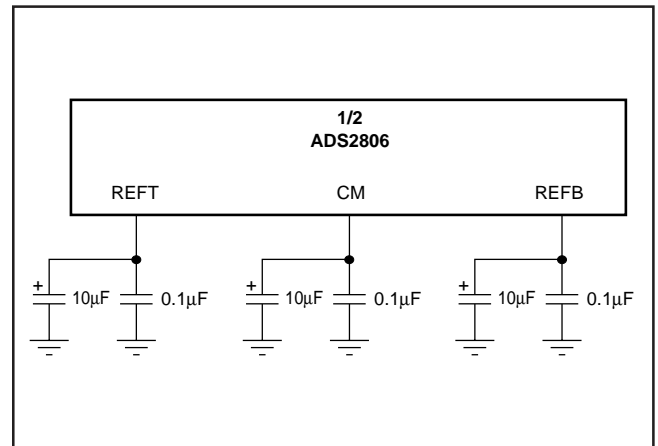 1/2
ADS2806
REFT CM REFB
+ 10µF 0.1µF + 10µF 0.1µF + 10µF 0.1µF